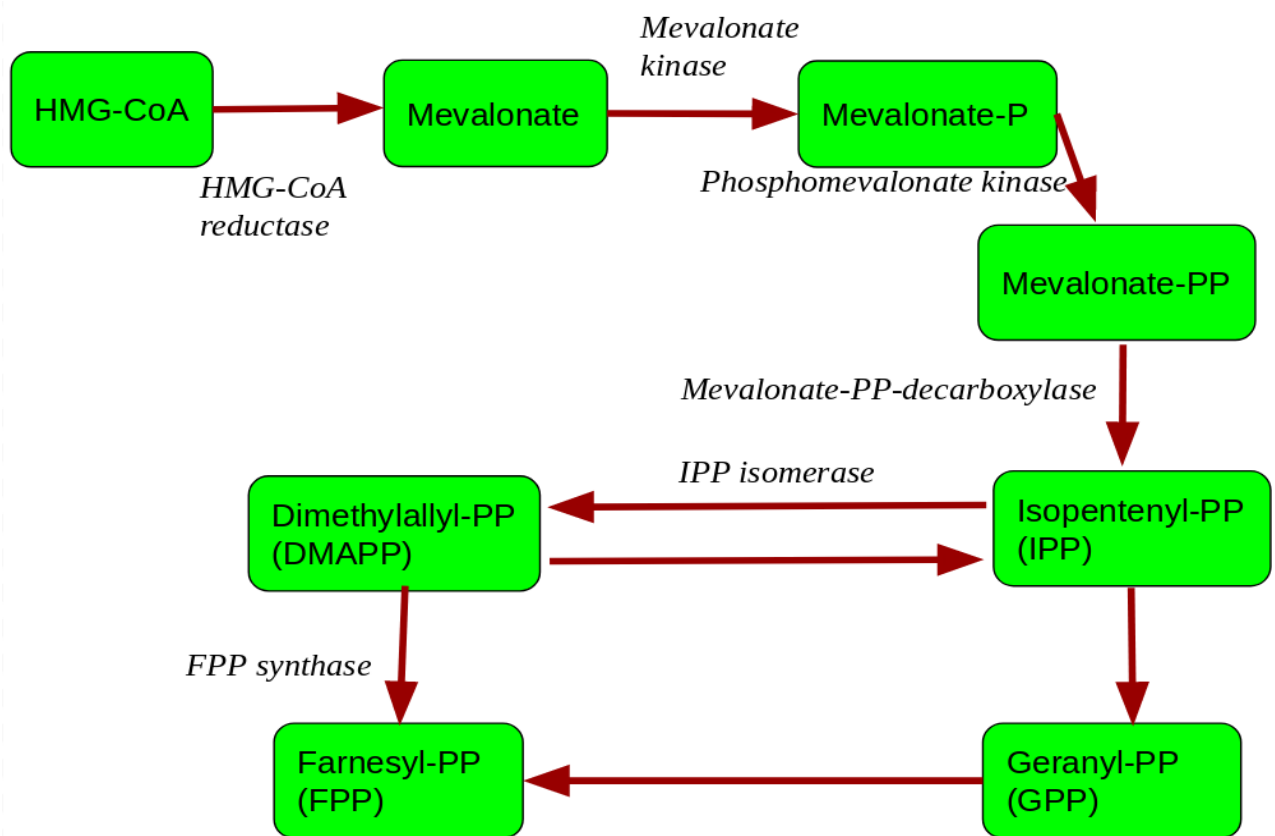 Mevalonate
kinase
HMG-CoA
Mevalonate
Mevalonate-P
HMG-CoA
reductase
Phosphomevalonate kinase
Mevalonate-PP
Mevalonate-PP-decarboxylase
IPP isomerase
Dimethylallyl-PP
(DMAPP)
Isopentenyl-PP
(IPP)
FPP synthase
Farnesyl-PP
(FPP)
Geranyl-PP
(GPP)